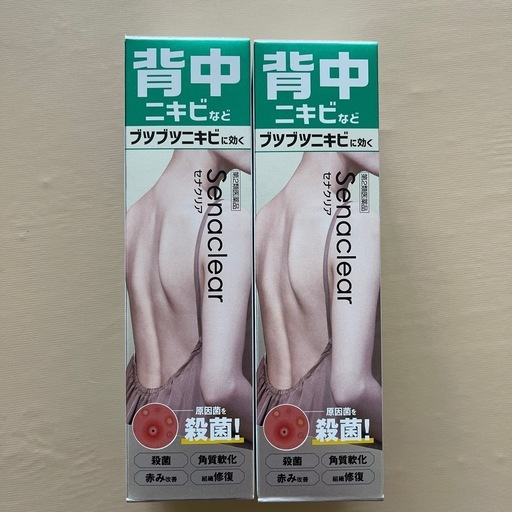 背中
ニキビなど
ブツブツニキビに効く
Senaclear
セナクリア
第2類医薬品
原因菌を
殺菌!
殺菌
角質軟化
赤み改善
組織修復
背中
ニキビなど
ブツブツニキビに効く
Senaclear
セナクリア
第2類医薬品
原因菌を
殺菌!
殺菌
角質軟化
赤み改善
組織修復